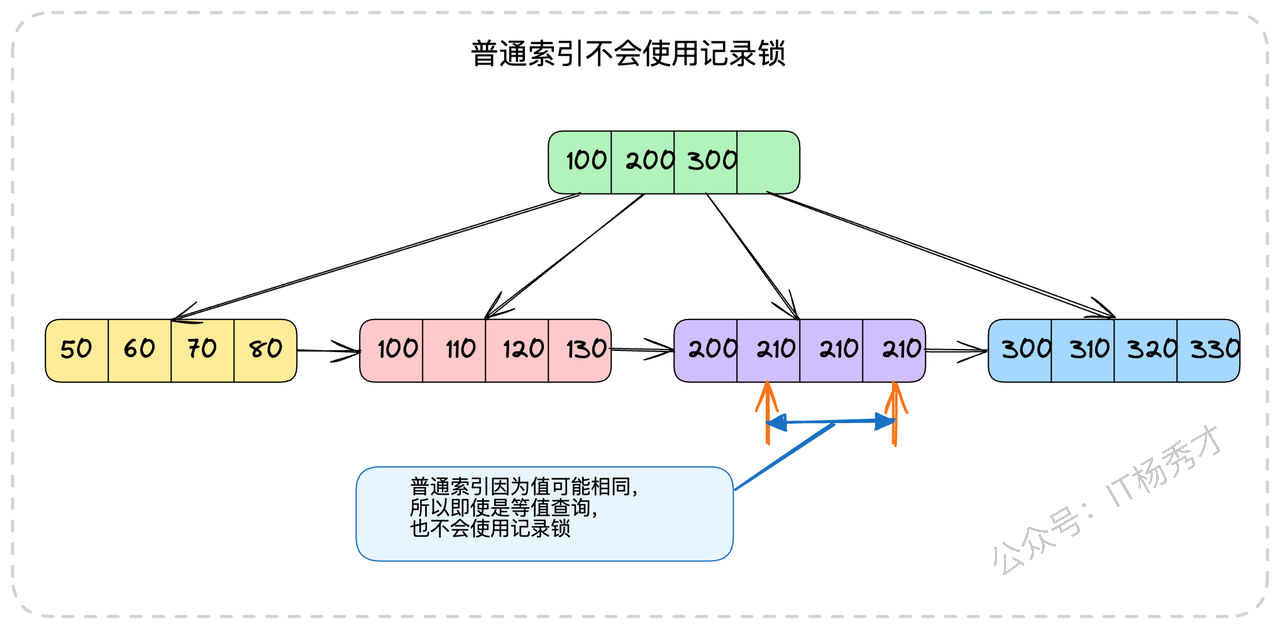 普通索引不会使用记录锁
100 200 300
50 60 70 80
100 110 120 130
200 210 210 210
300 310 320 330
普通索引因为值可能相同，
所以即使是等值查询，
也不会使用记录锁
公众号：IT杨秀才